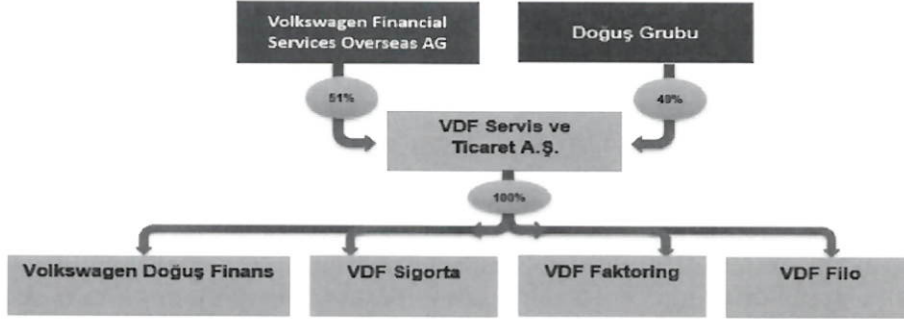 Volkswagen Financial
Services Overseas AG
Doğuş Grubu
51%
49%
VDF Servis ve
Ticaret A.Ş.
100%
Volkswagen Doğuş Finans
VDF Sigorta
VDF Faktoring
VDF Filo